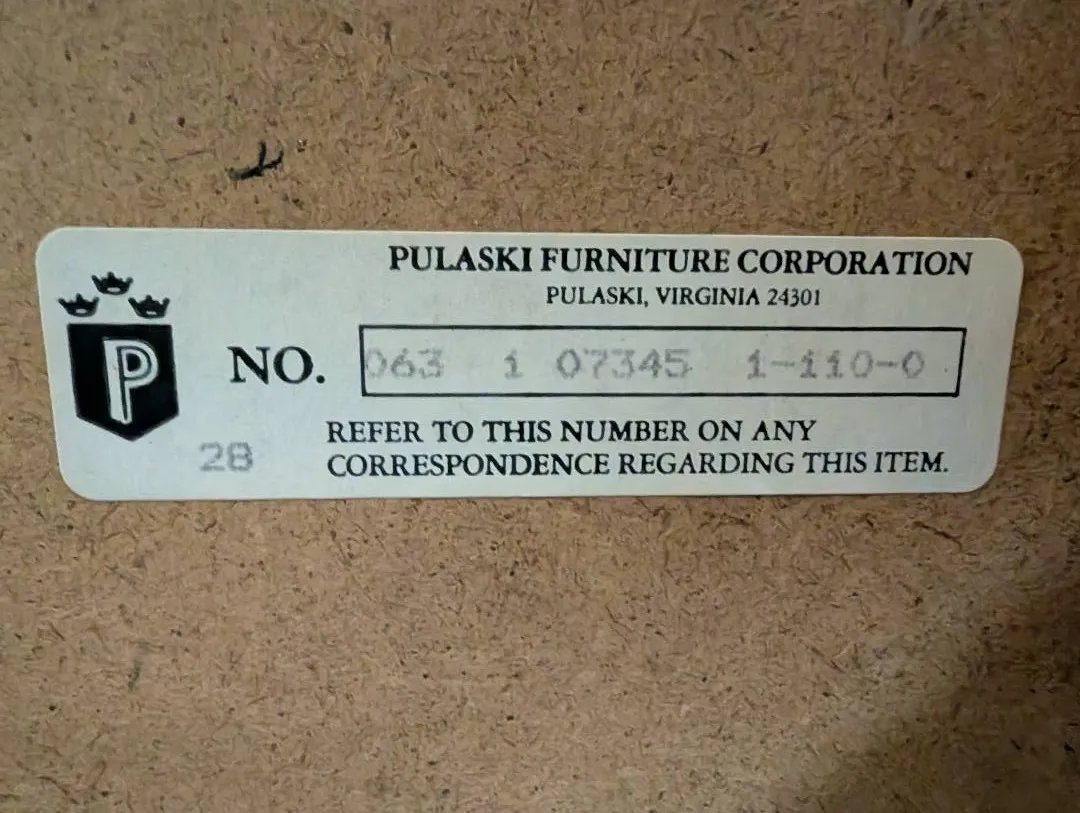 PULASKI FURNITURE CORPORATION
PULASKI, VIRGINIA 24301
P
NO. 063 1 07345 1-110-0
REFER TO THIS NUMBER ON ANY
28 CORRESPONDENCE REGARDING THIS ITEM.